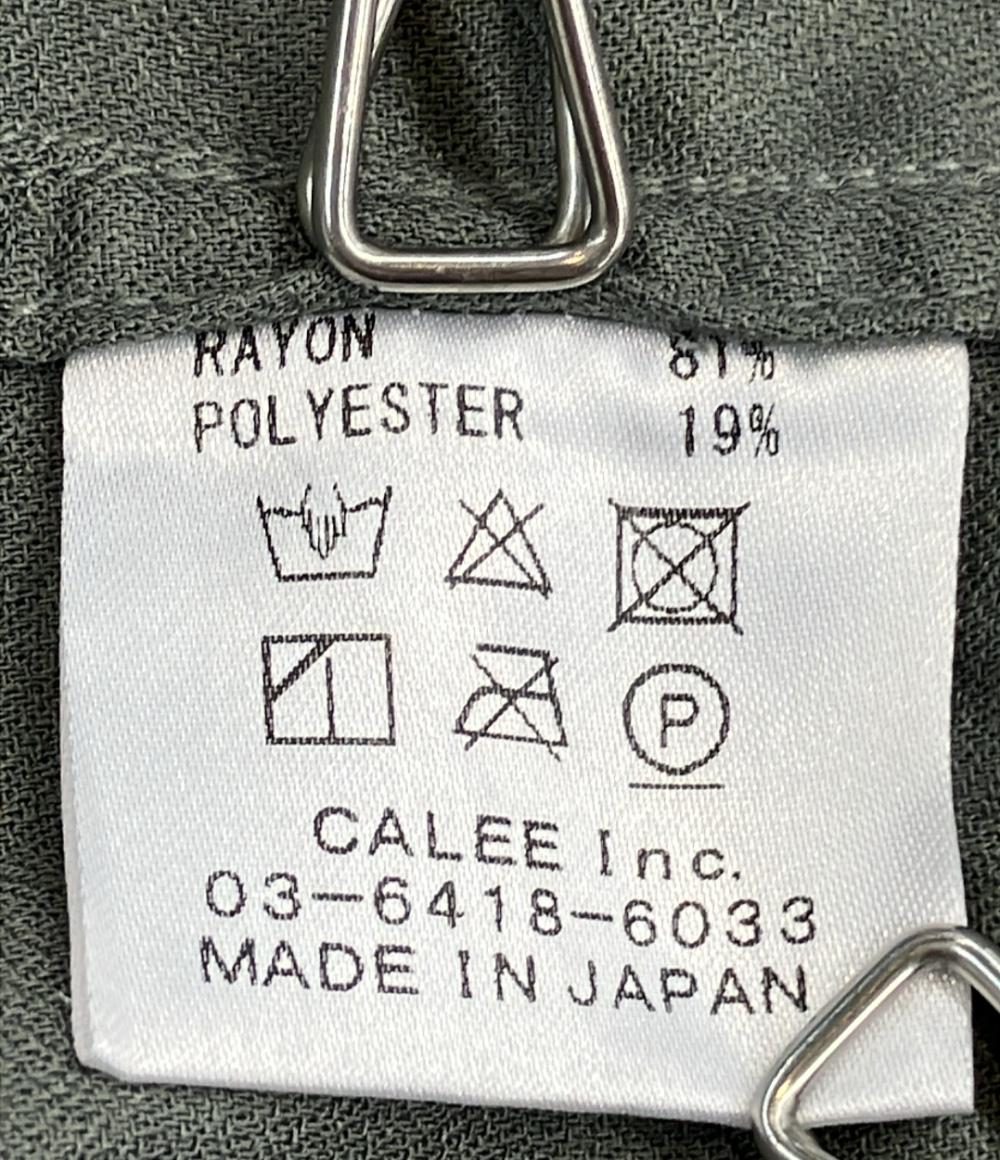 RAYON 81%
POLYESTER 19%
P
CALEE Inc.
03-6418-6033
MADE IN JAPAN